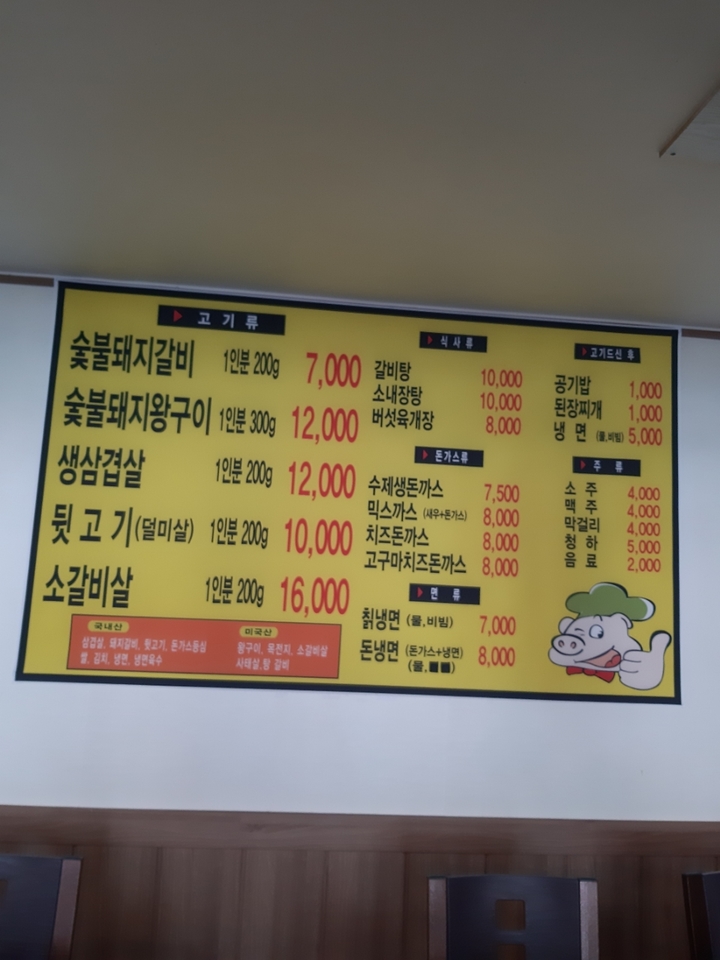 고기류
숯불돼지갈비 1인분 200g 7,000
숯불돼지왕구이 1인분 300g 12,000
생삼겹살 1인분 200g 12,000
뒷고기(덜미살) 1인분 200g 10,000
소갈비살 1인분 200g 16,000
국내산
삼겹살, 돼지갈비, 뒷고기, 돈가스등심
쌀, 김치, 냉면, 냉면육수
미국산
왕구이, 목전지, 소갈비살
사태살,탕 갈비
식사류
갈비탕 10,000
소내장탕 10,000
버섯육개장 8,000
돈가스류
수제생돈까스 7,500
믹스까스 (새우+돈가스) 8,000
치즈돈까스 8,000
고구마치즈돈까스 8,000
면류
칡냉면 (물,비빔) 7,000
돈냉면 (돈가스+냉면) 8,000
(물,
고기드신 후
공기밥 1,000
된장찌개 1,000
냉면 (물,비빔) 5,000
주류
소주 4,000
맥주 4,000
막걸리 4,000
청하 5,000
음료 2,000